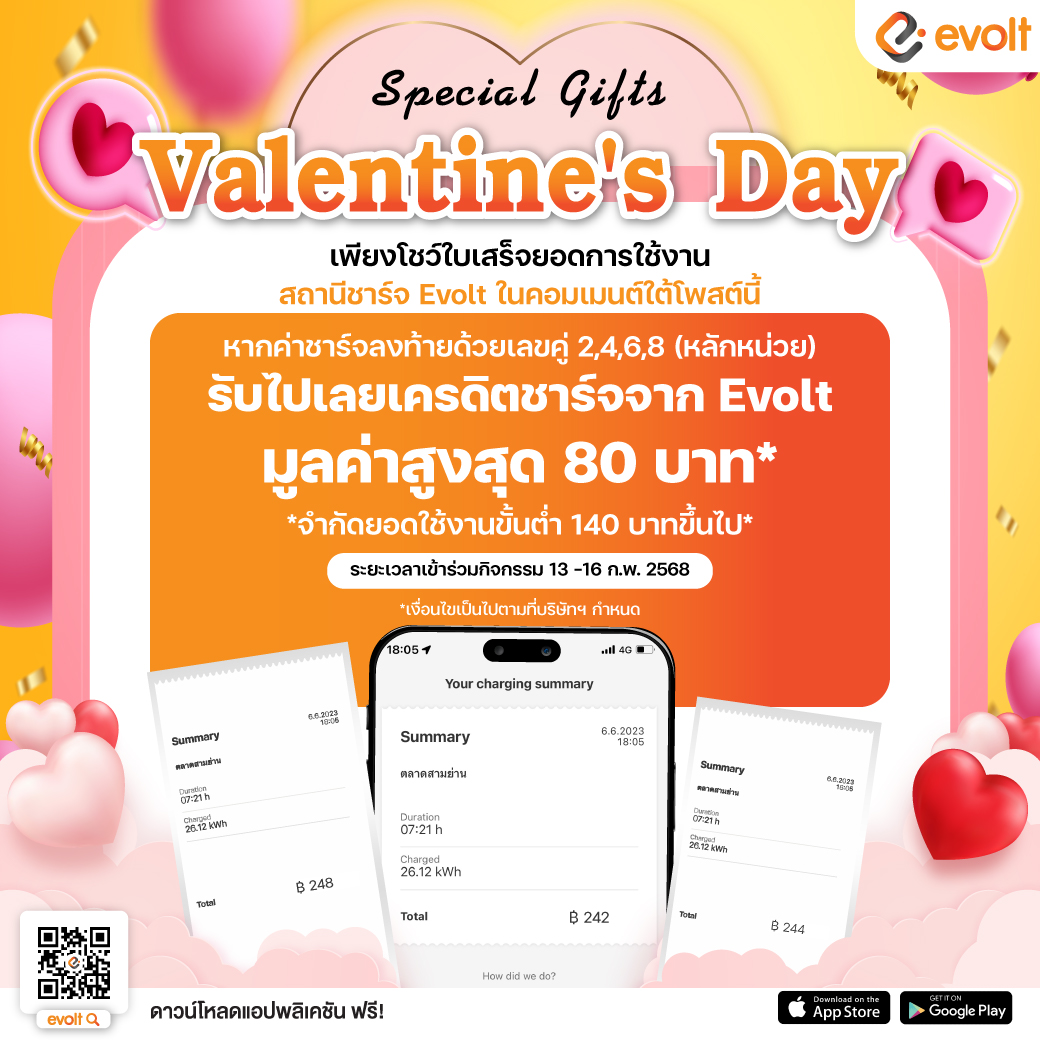 evolt
Special Gifts
Valentine's Day
เพียงโชว์ใบเสร็จยอดการใช้งาน
สถานีชาร์จ Evolt ในคอมเมนต์ใต้โพสต์นี้
หากค่าชาร์จลงท้ายด้วยเลขคู่ 2,4,6,8 (หลักหน่วย)
รับไปเลยเครดิตชาร์จจาก Evolt
มูลค่าสูงสุด 80 บาท*
*จำกัดยอดใช้งานขั้นต่ำ 140 บาทขึ้นไป*
ระยะเวลาเข้าร่วมกิจกรรม 13 -16 ก.พ. 2568
*เงื่อนไขเป็นไปตามที่บริษัทฯ กำหนด
Summary
6.6.2023
18:05
ตลาดสามย่าน
Duration
07:21 h
Charged
26.12 kWh
Total ฿ 248
18:05 4G
Your charging summary
Summary
6.6.2023
18:05
ตลาดสามย่าน
Duration
07:21 h
Charged
26.12 kWh
Total ฿ 242
How did we do?
Summary
6.6.2023
18:05
ตลาดสามย่าน
Duration
07:21 h
Charged
26.12 kWh
Total ฿ 244
evolt
ดาวน์โหลดแอปพลิเคชัน ฟรี!
Download on the
App Store
GET IT ON
Google Play